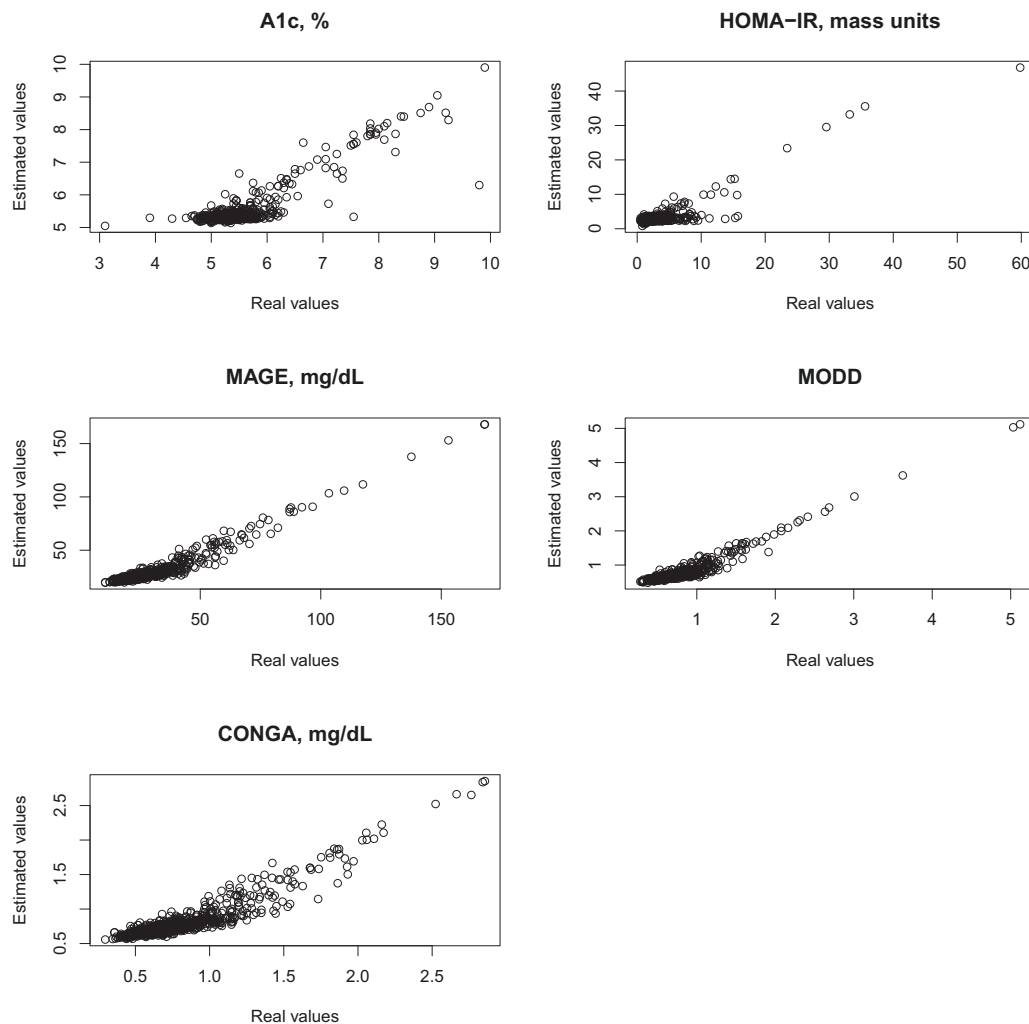 A1c, %
Estimated values
5 6 7 8 9 10
3 4 5 6 7 8 9 10
Real values
HOMA−IR, mass units
Estimated values
0 10 20 30 40
0 10 20 30 40 50 60
Real values
MAGE, mg/dL
Estimated values
50 100 150
50 100 150
Real values
MODD
Estimated values
1 2 3 4 5
1 2 3 4 5
Real values
CONGA, mg/dL
Estimated values
0.5 1.5 2.5
0.5 1.0 1.5 2.0 2.5
Real values